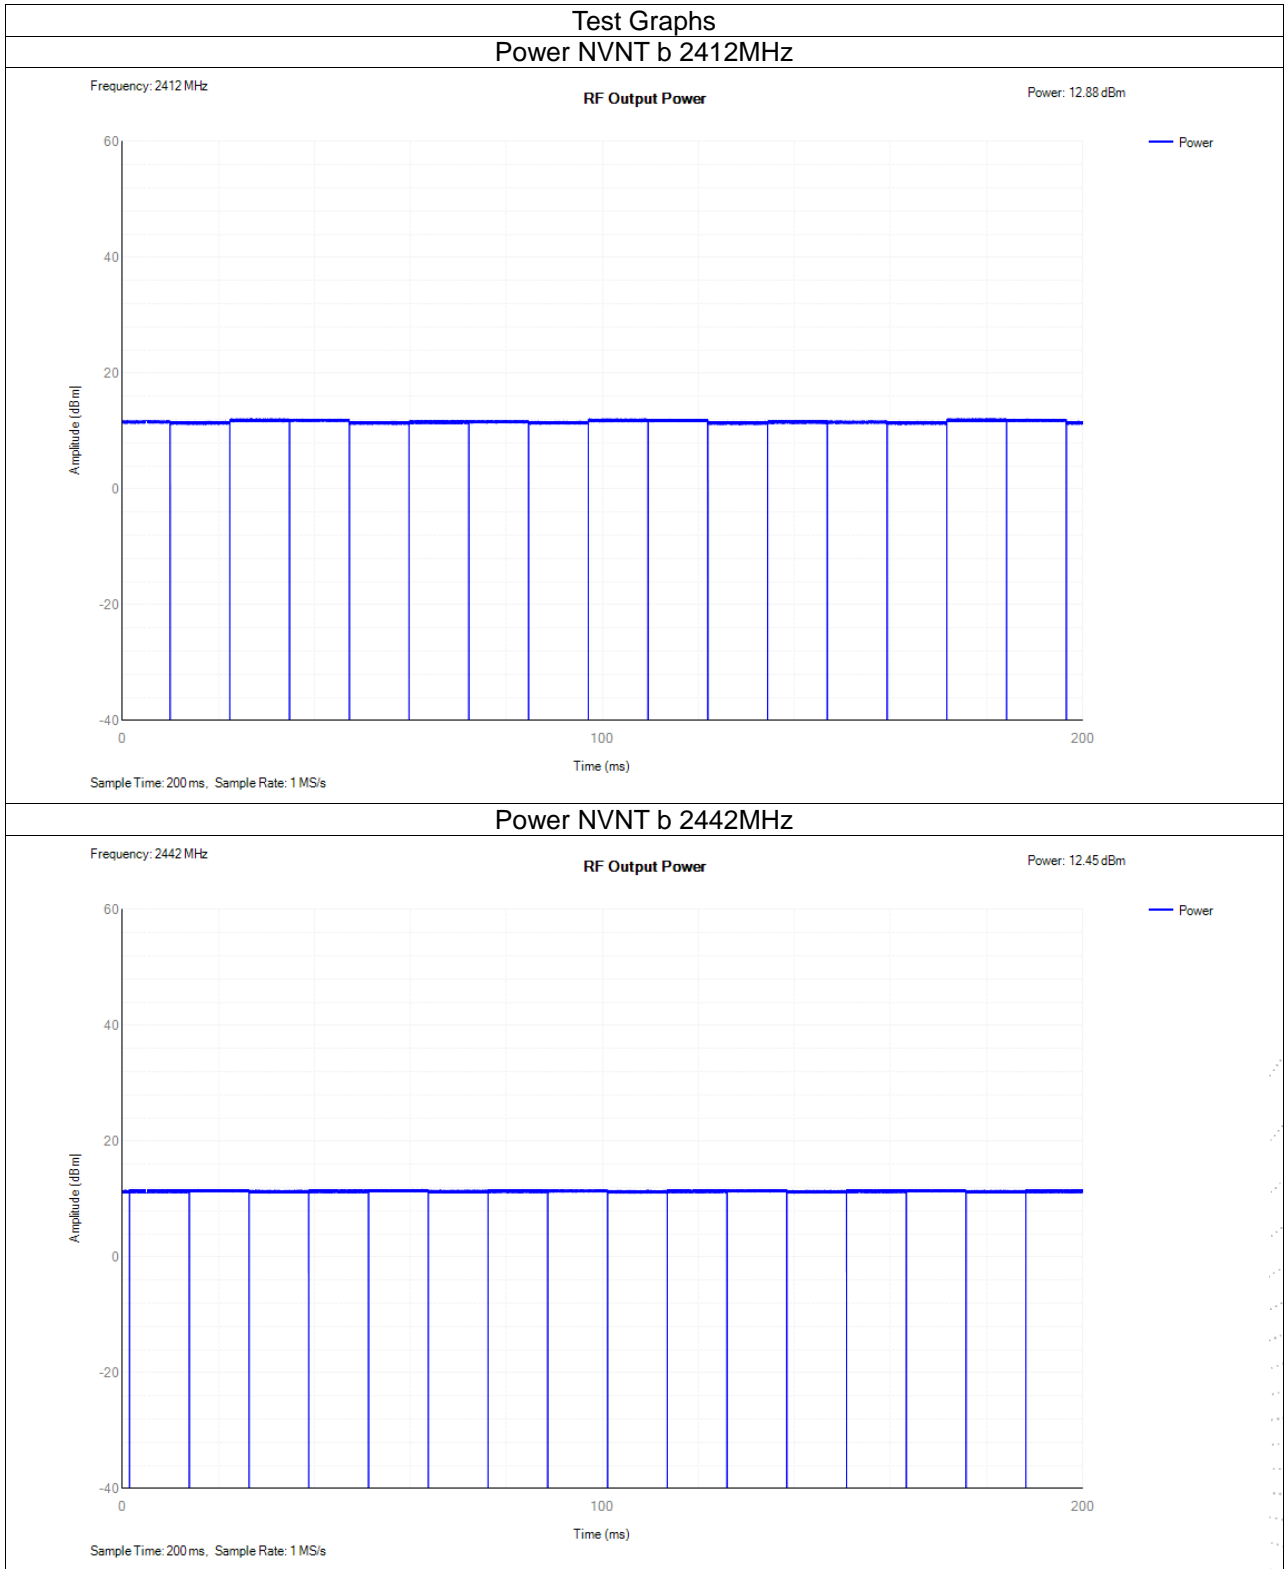 Test Graphs
Power NVNT b 2412MHz
Frequency: 2412 MHz
RF Output Power
Power: 12.88 dBm
60
40
20
0
-20
-40
Amplitude (dBm)
Power
0 100 200
Time (ms)
Sample Time: 200 ms, Sample Rate: 1 MS/s
Power NVNT b 2442MHz
Frequency: 2442 MHz
RF Output Power
Power: 12.45 dBm
60
40
20
0
-20
-40
Amplitude (dBm)
Power
0 100 200
Time (ms)
Sample Time: 200 ms, Sample Rate: 1 MS/s